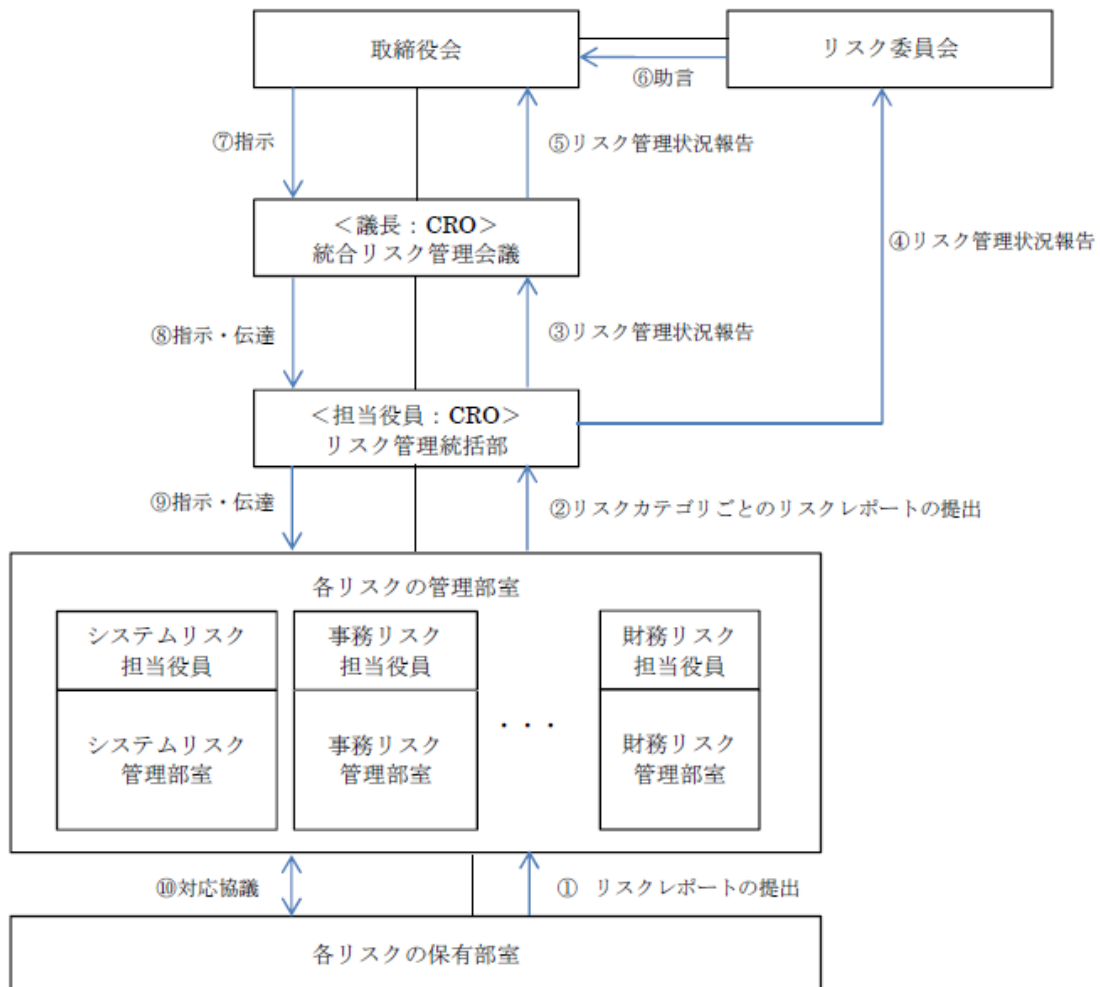 取締役会
リスク委員会
⑥助言
⑦指示
⑤リスク管理状況報告
＜議長：CRO＞
統合リスク管理会議
④リスク管理状況報告
⑧指示・伝達
③リスク管理状況報告
＜担当役員：CRO＞
リスク管理統括部
⑨指示・伝達
②リスクカテゴリごとのリスクレポートの提出
各リスクの管理部室
システムリスク
担当役員
事務リスク
担当役員
財務リスク
担当役員
システムリスク
管理部室
事務リスク
管理部室
・・・
財務リスク
管理部室
⑩対応協議
① リスクレポートの提出
各リスクの保有部室